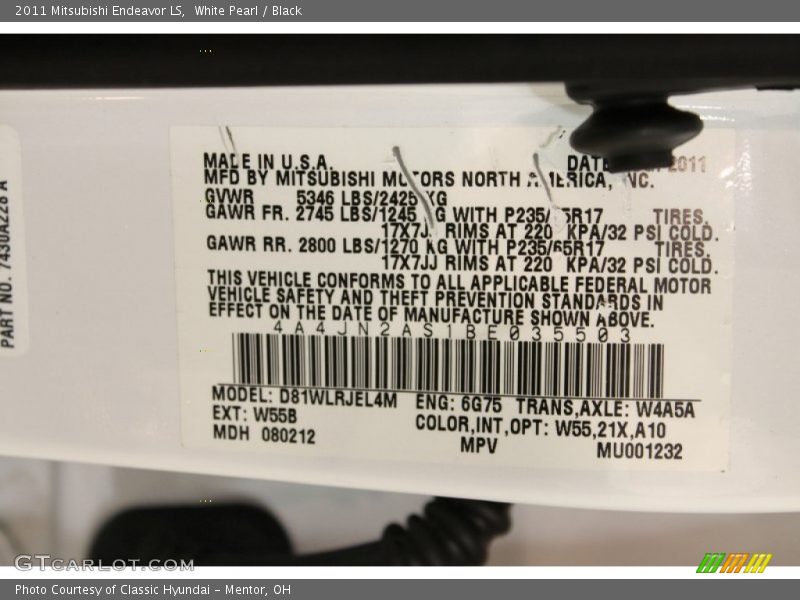 2011 Mitsubishi Endeavor LS, White Pearl / Black
PART NO. 7430A228 A
MADE IN U.S.A. DATE 2011
MFD BY MITSUBISHI MOTORS NORTH AMERICA, INC.
GVWR 5346 LBS/2425 KG
GAWR FR. 2745 LBS/1245 KG WITH P235/65R17 TIRES,
17X7JJ RIMS AT 220 KPA/32 PSI COLD.
GAWR RR. 2800 LBS/1270 KG WITH P235/65R17 TIRES,
17X7JJ RIMS AT 220 KPA/32 PSI COLD.
THIS VEHICLE CONFORMS TO ALL APPLICABLE FEDERAL MOTOR
VEHICLE SAFETY AND THEFT PREVENTION STANDARDS IN
EFFECT ON THE DATE OF MANUFACTURE SHOWN ABOVE.
4A4JN2AS1BE035503
MODEL: D81WLRJEL4M ENG: 6G75 TRANS,AXLE: W4A5A
EXT: W55B COLOR,INT,OPT: W55,21X,A10
MDH 080212 MPV MU001232
GTCARLOT.COM
Photo Courtesy of Classic Hyundai - Mentor, OH